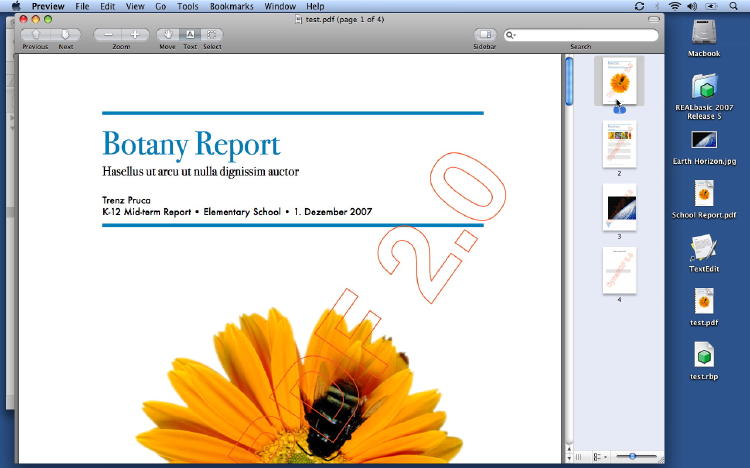 Preview File Edit View Go Tools Bookmarks Window Help
test.pdf (page 1 of 4)
Previous Next Zoom Move Text Select Sidebar Search
Botany Report
Hasellus ut arcu ut nulla dignissim auctor
Trenz Pruca
K-12 Mid-term Report • Elementary School • 1. Dezember 2007
2.0
1
2
3
4
Macbook
REALbasic 2007
Release 5
Earth Horizon.jpg
School Report.pdf
TextEdit
test.pdf
test.rbp